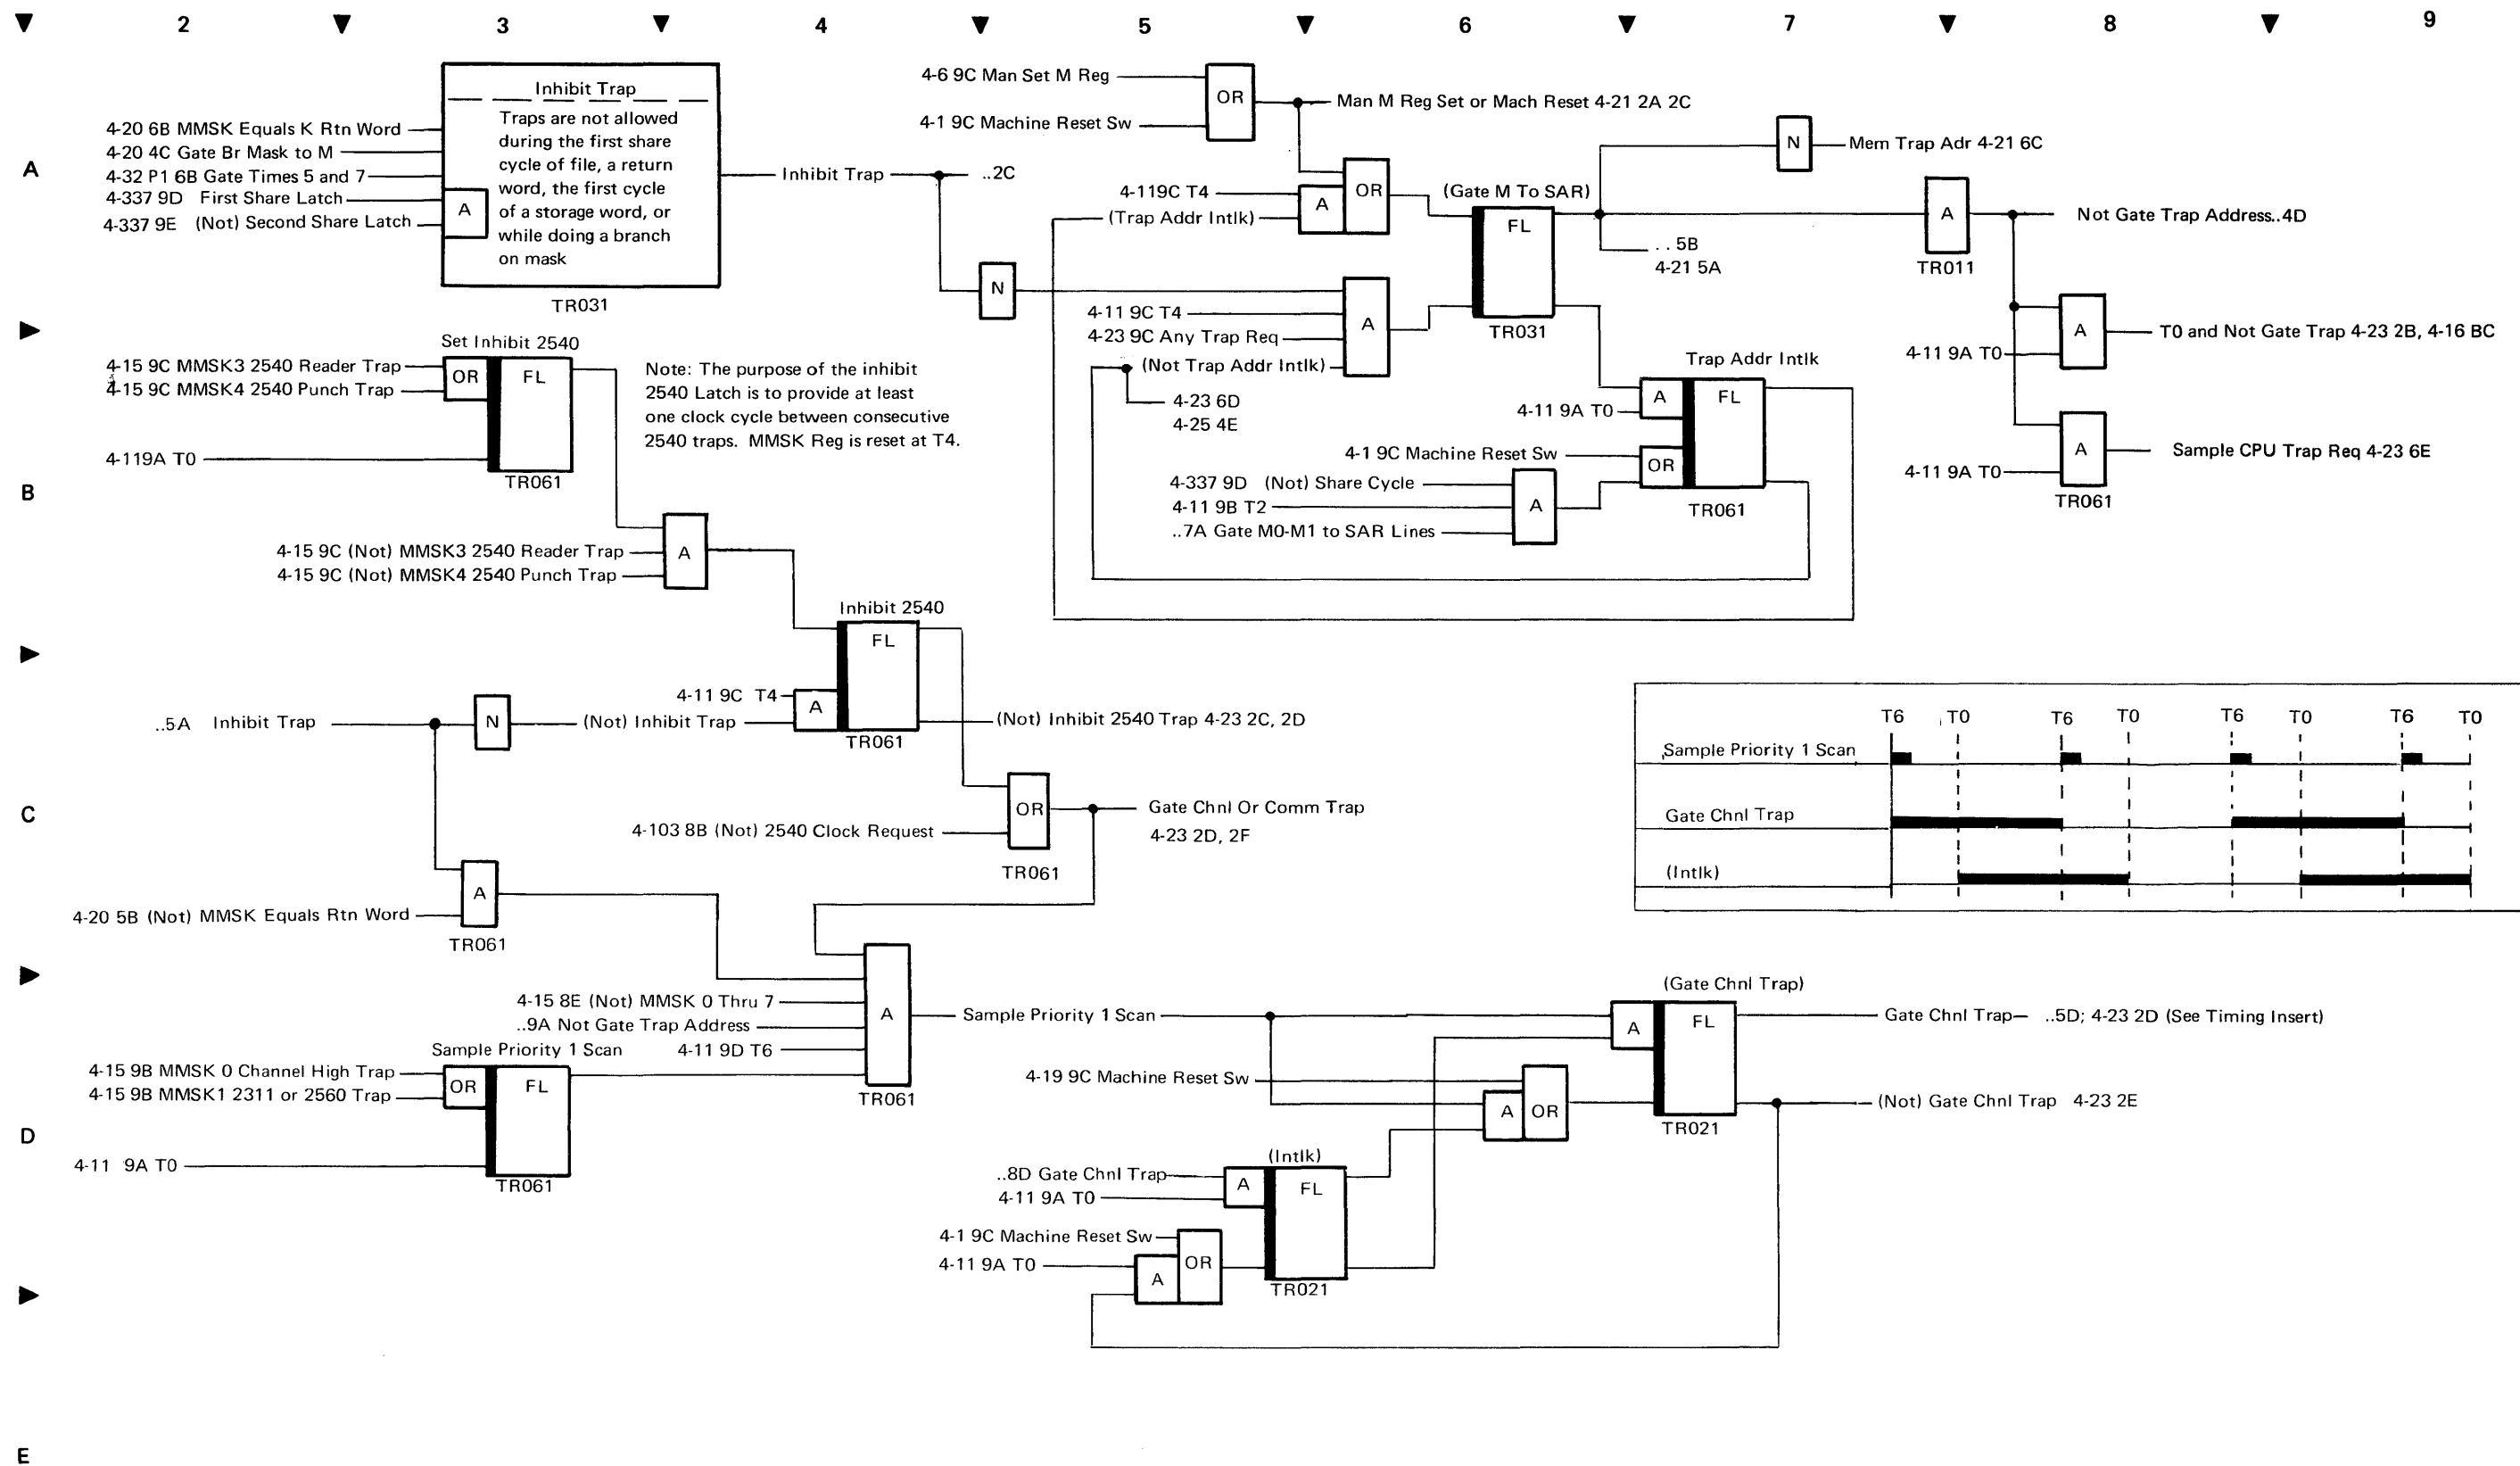 2 3 4 5 6 7 8 9
A
B
C
D
E
Inhibit Trap
Traps are not allowed
during the first share
cycle of file, a return
word, the first cycle
of a storage word, or
while doing a branch
on mask
4-20 6B MMSK Equals K Rtn Word
4-20 4C Gate Br Mask to M
4-32 P1 6B Gate Times 5 and 7
4-337 9D First Share Latch
4-337 9E (Not) Second Share Latch
A
TR031
Inhibit Trap
..2C
N
4-6 9C Man Set M Reg
4-1 9C Machine Reset Sw
OR
Man M Reg Set or Mach Reset 4-21 2A 2C
4-119C T4
(Trap Addr Intlk)
A
OR
(Gate M To SAR)
FL
TR031
4-11 9C T4
4-23 9C Any Trap Req
(Not Trap Addr Intlk)
A
4-23 6D
4-25 4E
N
Mem Trap Adr 4-21 6C
..5B
4-21 5A
A
TR011
Not Gate Trap Address..4D
4-11 9A T0
A
T0 and Not Gate Trap 4-23 2B, 4-16 BC
4-11 9A T0
A
TR061
Sample CPU Trap Req 4-23 6E
Trap Addr Intlk
4-11 9A T0
A
FL
4-1 9C Machine Reset Sw
OR
TR061
4-337 9D (Not) Share Cycle
4-11 9B T2
..7A Gate M0-M1 to SAR Lines
A
Set Inhibit 2540
4-15 9C MMSK3 2540 Reader Trap
4-15 9C MMSK4 2540 Punch Trap
OR
FL
4-119A T0
TR061
Note: The purpose of the inhibit
2540 Latch is to provide at least
one clock cycle between consecutive
2540 traps. MMSK Reg is reset at T4.
4-15 9C (Not) MMSK3 2540 Reader Trap
4-15 9C (Not) MMSK4 2540 Punch Trap
A
Inhibit 2540
FL
4-11 9C T4
A
(Not) Inhibit Trap
TR061
(Not) Inhibit 2540 Trap 4-23 2C, 2D
..5A Inhibit Trap
N
4-103 8B (Not) 2540 Clock Request
OR
TR061
Gate Chnl Or Comm Trap
4-23 2D, 2F
4-20 5B (Not) MMSK Equals Rtn Word
A
TR061
4-15 8E (Not) MMSK 0 Thru 7
..9A Not Gate Trap Address
4-11 9D T6
A
TR061
Sample Priority 1 Scan
4-15 9B MMSK 0 Channel High Trap
4-15 9B MMSK1 2311 or 2560 Trap
OR
FL
4-11 9A T0
TR061
Sample Priority 1 Scan
4-19 9C Machine Reset Sw
A
OR
(Gate Chnl Trap)
A
FL
TR021
Gate Chnl Trap— ..5D; 4-23 2D (See Timing Insert)
(Not) Gate Chnl Trap 4-23 2E
(Intlk)
..8D Gate Chnl Trap
4-11 9A T0
A
FL
4-1 9C Machine Reset Sw
4-11 9A T0
A
OR
TR021
T6 T0 T6 T0 T6 T0 T6 T0
Sample Priority 1 Scan
Gate Chnl Trap
(Intlk)